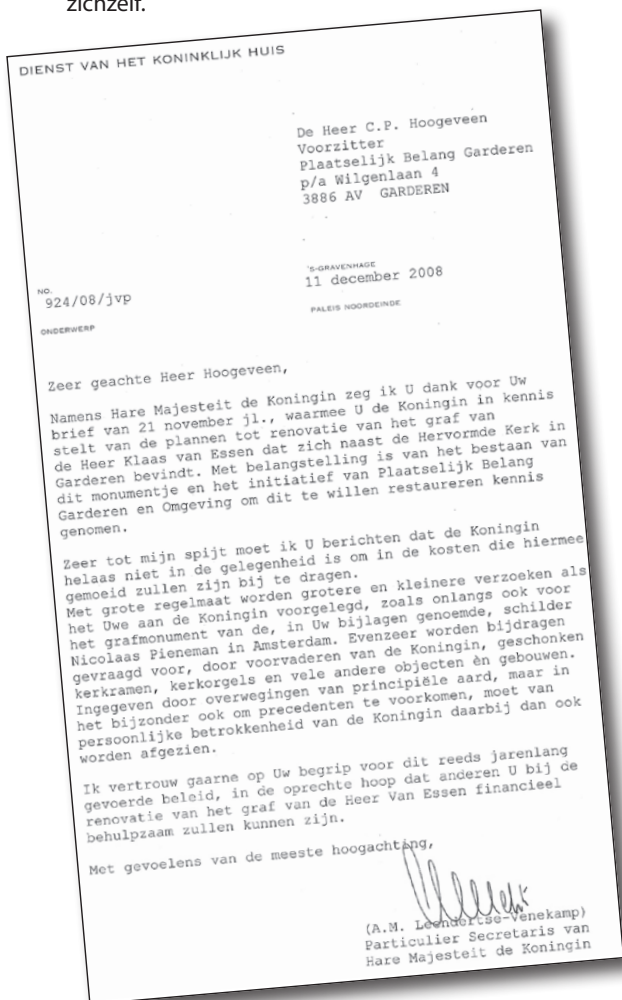 zichzelf.
DIENST VAN HET KONINKLIJK HUIS
De Heer C.P. Hoogeveen
Voorzitter
Plaatselijk Belang Garderen
p/a Wilgenlaan 4
3886 AV GARDEREN
NO.
924/08/jvp
'S-GRAVENHAGE
11 december 2008
ONDERWERP
PALEIS NOORDEINDE
Zeer geachte Heer Hoogeveen,
Namens Hare Majesteit de Koningin zeg ik U dank voor Uw
brief van 21 november jl., waarmee U de Koningin in kennis
stelt van de plannen tot renovatie van het graf van
de Heer Klaas van Essen dat zich naast de Hervormde Kerk in
Garderen bevindt. Met belangstelling is van het bestaan van
dit monumentje en het initiatief van Plaatselijk Belang
Garderen en Omgeving om dit te willen restaureren kennis
genomen.
Zeer tot mijn spijt moet ik U berichten dat de Koningin
helaas niet in de gelegenheid is om in de kosten die hiermee
gemoeid zullen zijn bij te dragen.
Met grote regelmaat worden grotere en kleinere verzoeken als
het Uwe aan de Koningin voorgelegd, zoals onlangs ook voor
het grafmonument van de, in Uw bijlagen genoemde, schilder
Nicolaas Pieneman in Amsterdam. Evenzeer worden bijdragen
gevraagd voor, door voorvaderen van de Koningin, geschonken
kerkramen, kerkorgels en vele andere objecten èn gebouwen.
Ingegeven door overwegingen van principiële aard, maar in
het bijzonder ook om precedenten te voorkomen, moet van
persoonlijke betrokkenheid van de Koningin daarbij dan ook
worden afgezien.
Ik vertrouw gaarne op Uw begrip voor dit reeds jarenlang
gevoerde beleid, in de oprechte hoop dat anderen U bij de
renovatie van het graf van de Heer Van Essen financieel
behulpzaam zullen kunnen zijn.
Met gevoelens van de meeste hoogachting,
(A.M. Leendertse-Venekamp)
Particulier Secretaris van
Hare Majesteit de Koningin